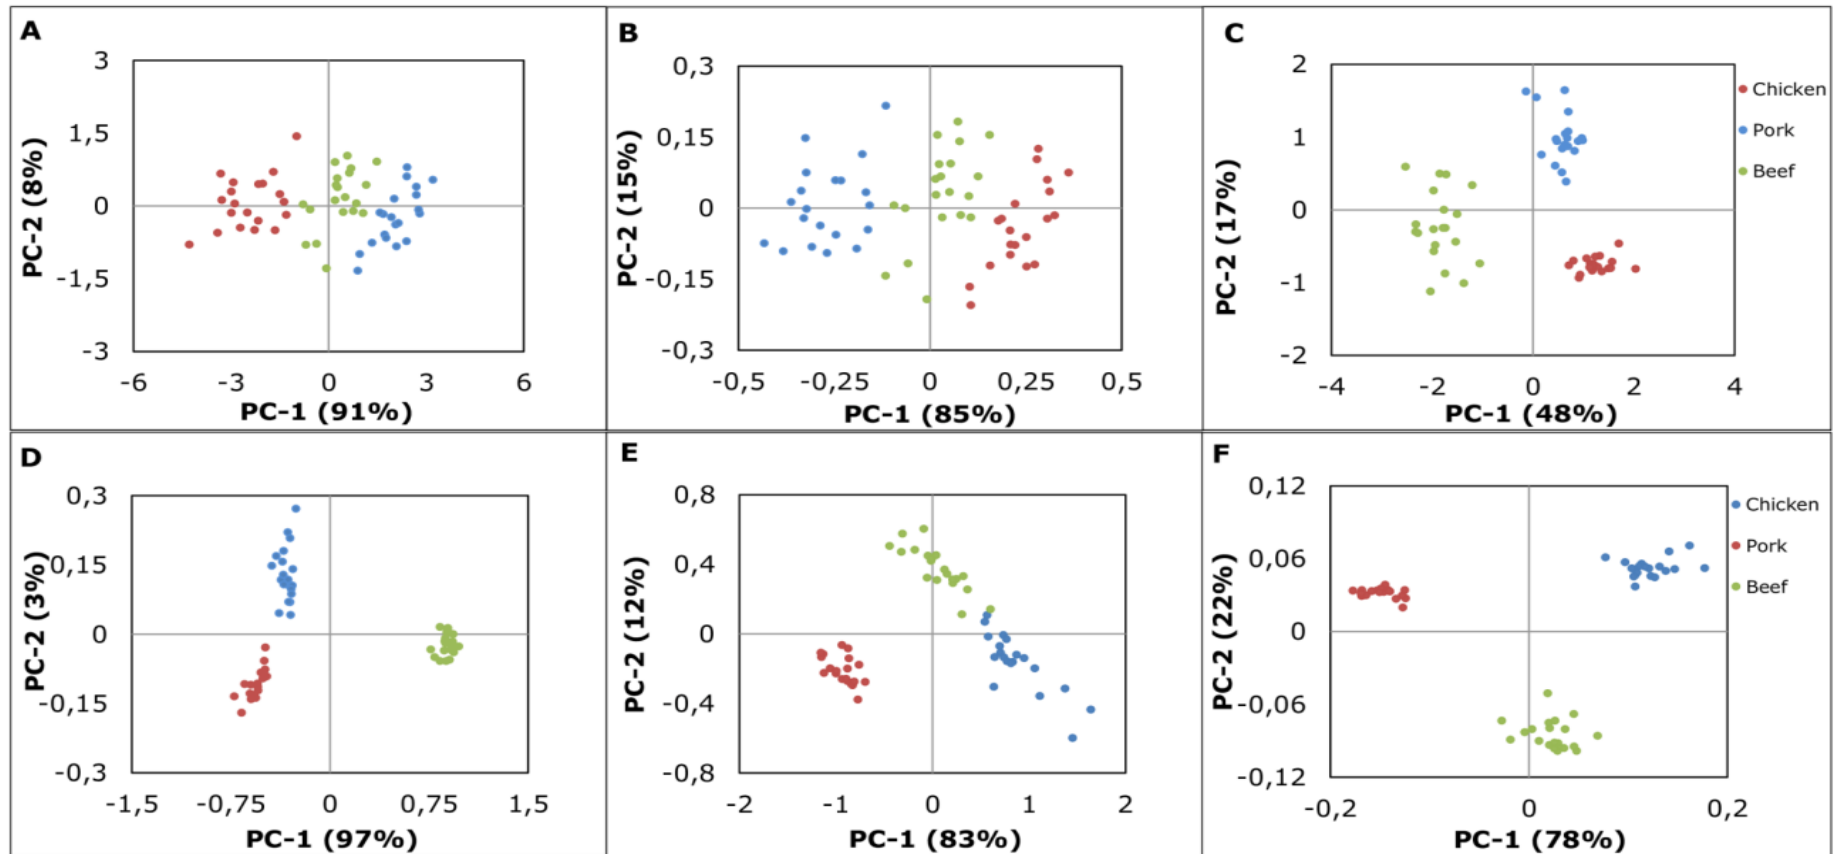 A
PC-2 (8%)
3
1,5
0
-1,5
-3
-6 -3 0 3 6
PC-1 (91%)
B
PC-2 (15%)
0,3
0,15
0
-0,15
-0,3
-0,5 -0,25 0 0,25 0,5
PC-1 (85%)
C
PC-2 (17%)
2
1
0
-1
-2
-4 -2 0 2 4
PC-1 (48%)
Chicken
Pork
Beef
D
PC-2 (3%)
0,3
0,15
0
-0,15
-0,3
-1,5 -0,75 0 0,75 1,5
PC-1 (97%)
E
PC-2 (12%)
0,8
0,4
0
-0,4
-0,8
-2 -1 0 1 2
PC-1 (83%)
F
PC-2 (22%)
0,12
0,06
0
-0,06
-0,12
-0,2 0 0,2
PC-1 (78%)
Chicken
Pork
Beef